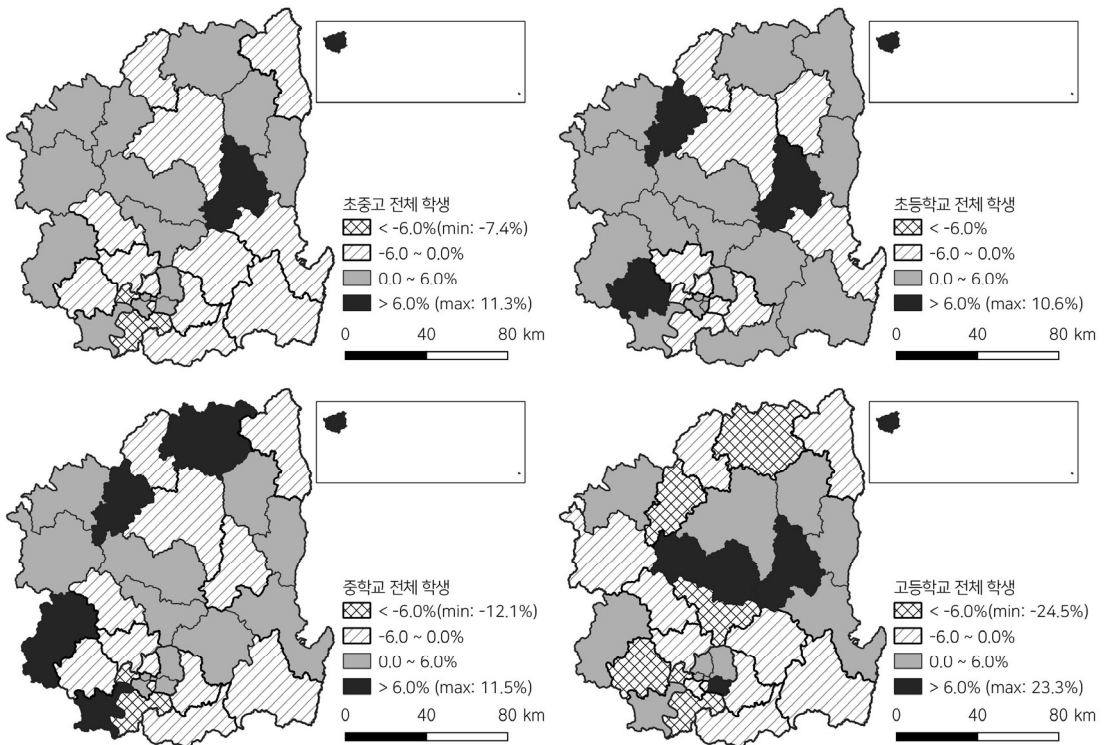 초중고 전체 학생
< -6.0%(min: -7.4%)
-6.0 ~ 0.0%
0.0 ~ 6.0%
> 6.0% (max: 11.3%)
0 40 80 km
초등학교 전체 학생
< -6.0%
-6.0 ~ 0.0%
0.0 ~ 6.0%
> 6.0% (max: 10.6%)
0 40 80 km
중학교 전체 학생
< -6.0%(min: -12.1%)
-6.0 ~ 0.0%
0.0 ~ 6.0%
> 6.0% (max: 11.5%)
0 40 80 km
고등학교 전체 학생
< -6.0%(min: -24.5%)
-6.0 ~ 0.0%
0.0 ~ 6.0%
> 6.0% (max: 23.3%)
0 40 80 km